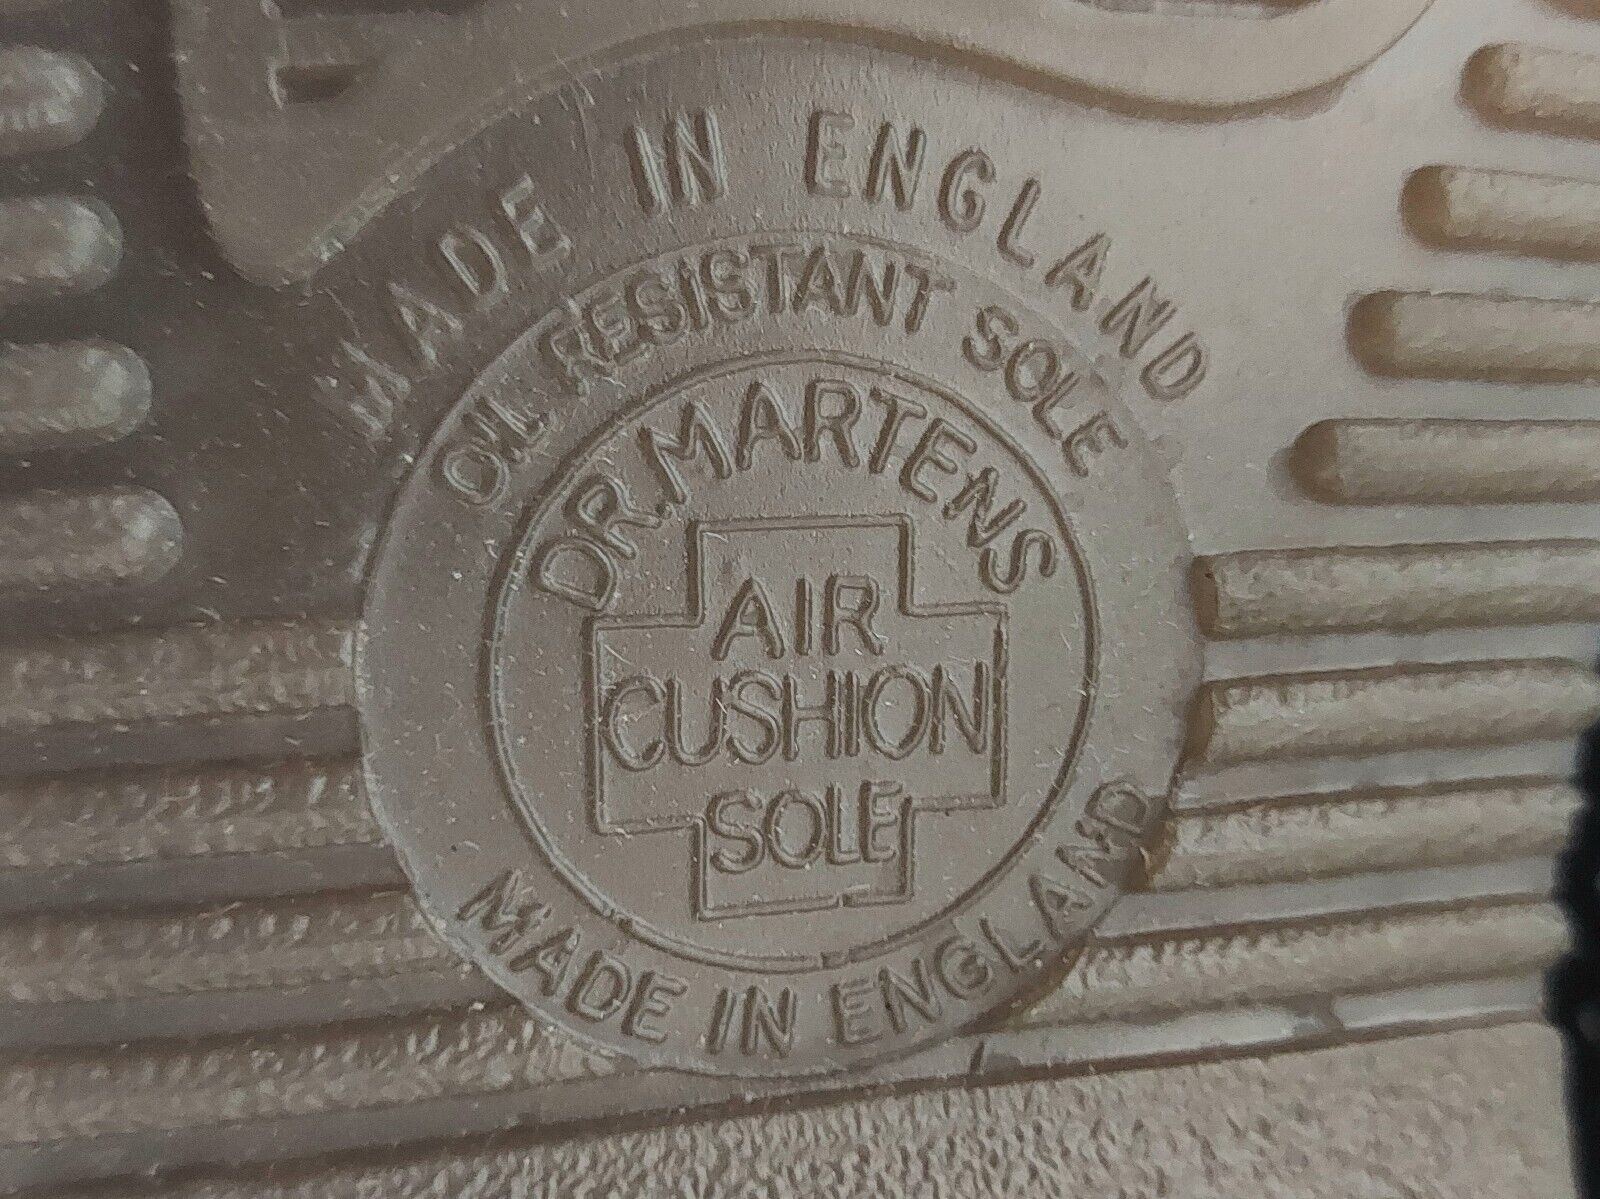 MADE IN ENGLAND
OIL RESISTANT SOLE
DR. MARTENS
AIR
CUSHION
SOLE
MADE IN ENGLAND